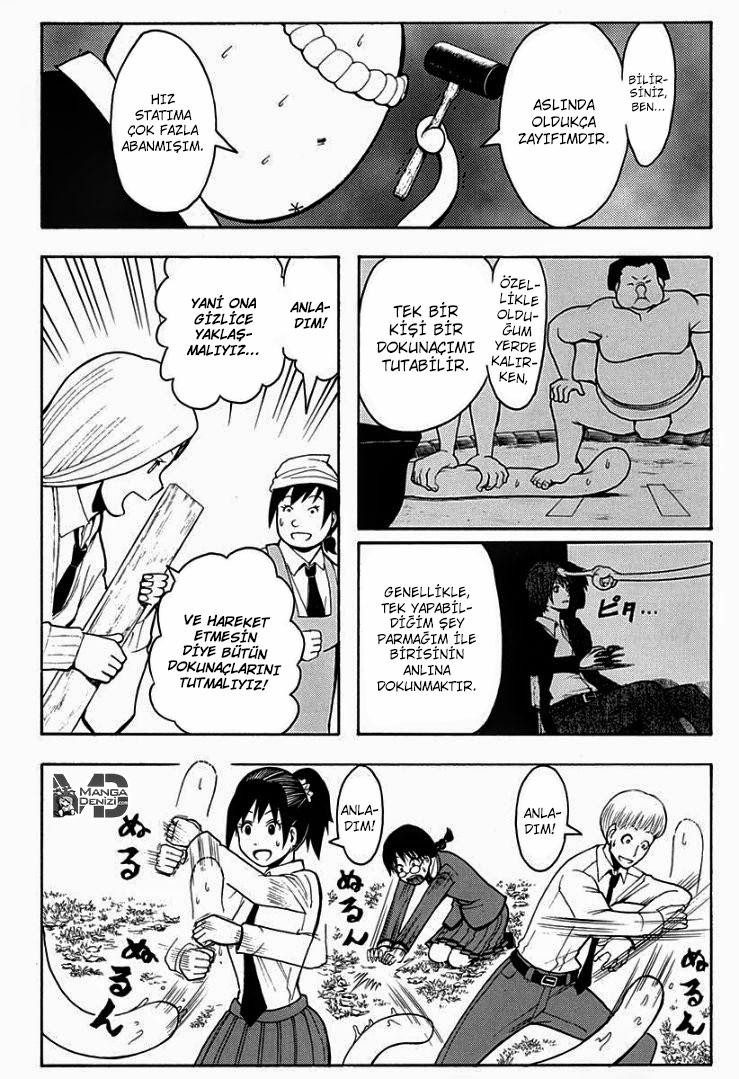 BİLİR-
SİNİZ,
BEN...
ASLINDA
OLDUKÇA
ZAYIFIMDIR.
HIZ
STATIMA
ÇOK FAZLA
ABANMIŞIM.
ÖZEL-
LİKLE
OLDU-
ĞUM
YERDE
KALIR-
KEN,
TEK BİR
KİŞİ BİR
DOKUNAÇIMI
TUTABİLİR.
GENELLİKLE,
TEK YAPABİL-
DİĞİM ŞEY
PARMAĞIM İLE
BİRİSİNİN
ANLINA
DOKUNMAKTIR.
ピタ...
ANLA-
DIM!
YANİ ONA
GİZLİCE
YAKLAŞ-
MALIYIZ...
VE HAREKET
ETMESİN
DİYE BÜTÜN
DOKUNAÇLARINI
TUTMALIYIZ!
ANLA-
DIM!
ぬるん
ANLA-
DIM!
ぬるん
ぬる
ぬるん
MD
MANGA
DENİZİ.com